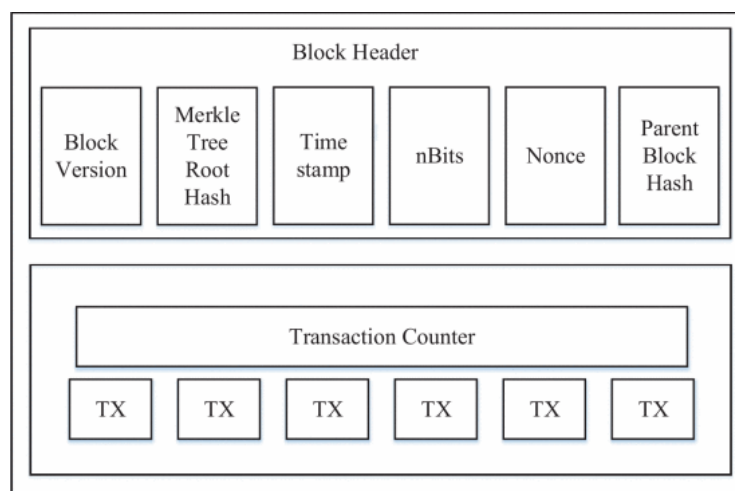 Block Header
Block
Version
Merkle
Tree
Root
Hash
Time
stamp
nBits
Nonce
Parent
Block
Hash
Transaction Counter
TX
TX
TX
TX
TX
TX